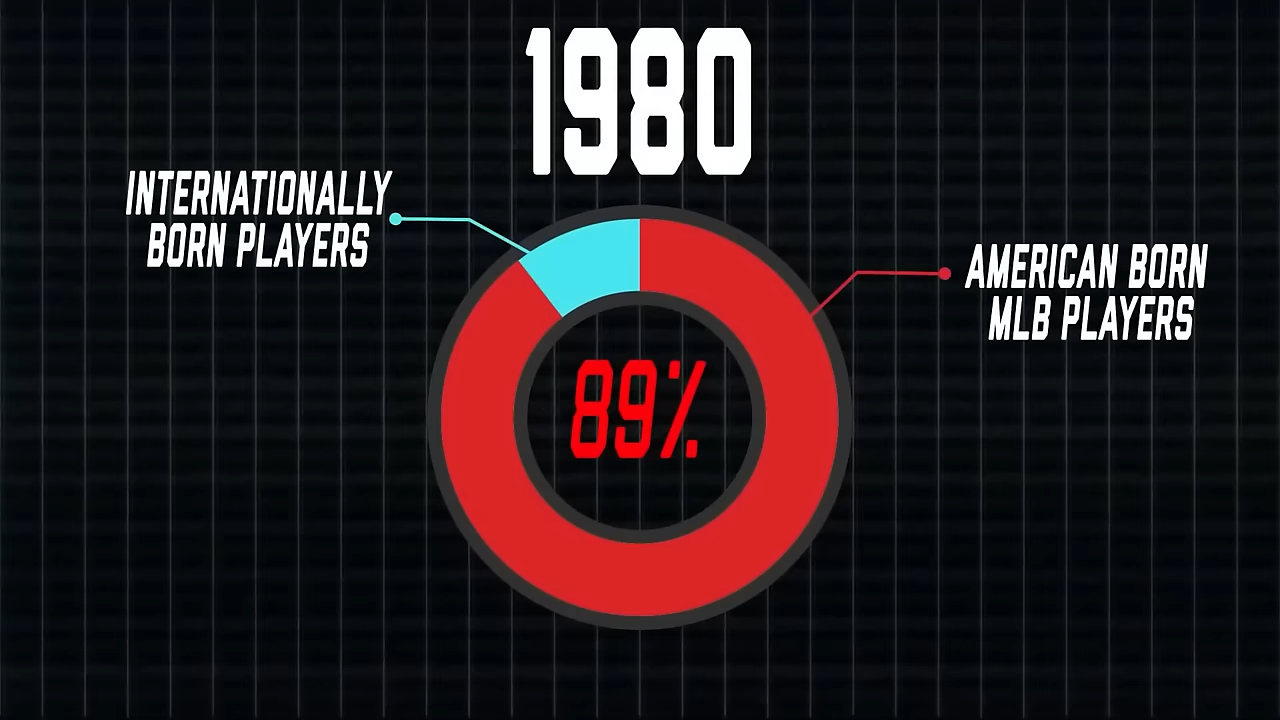 1980
INTERNATIONALLY
BORN PLAYERS
AMERICAN BORN
MLB PLAYERS
89%